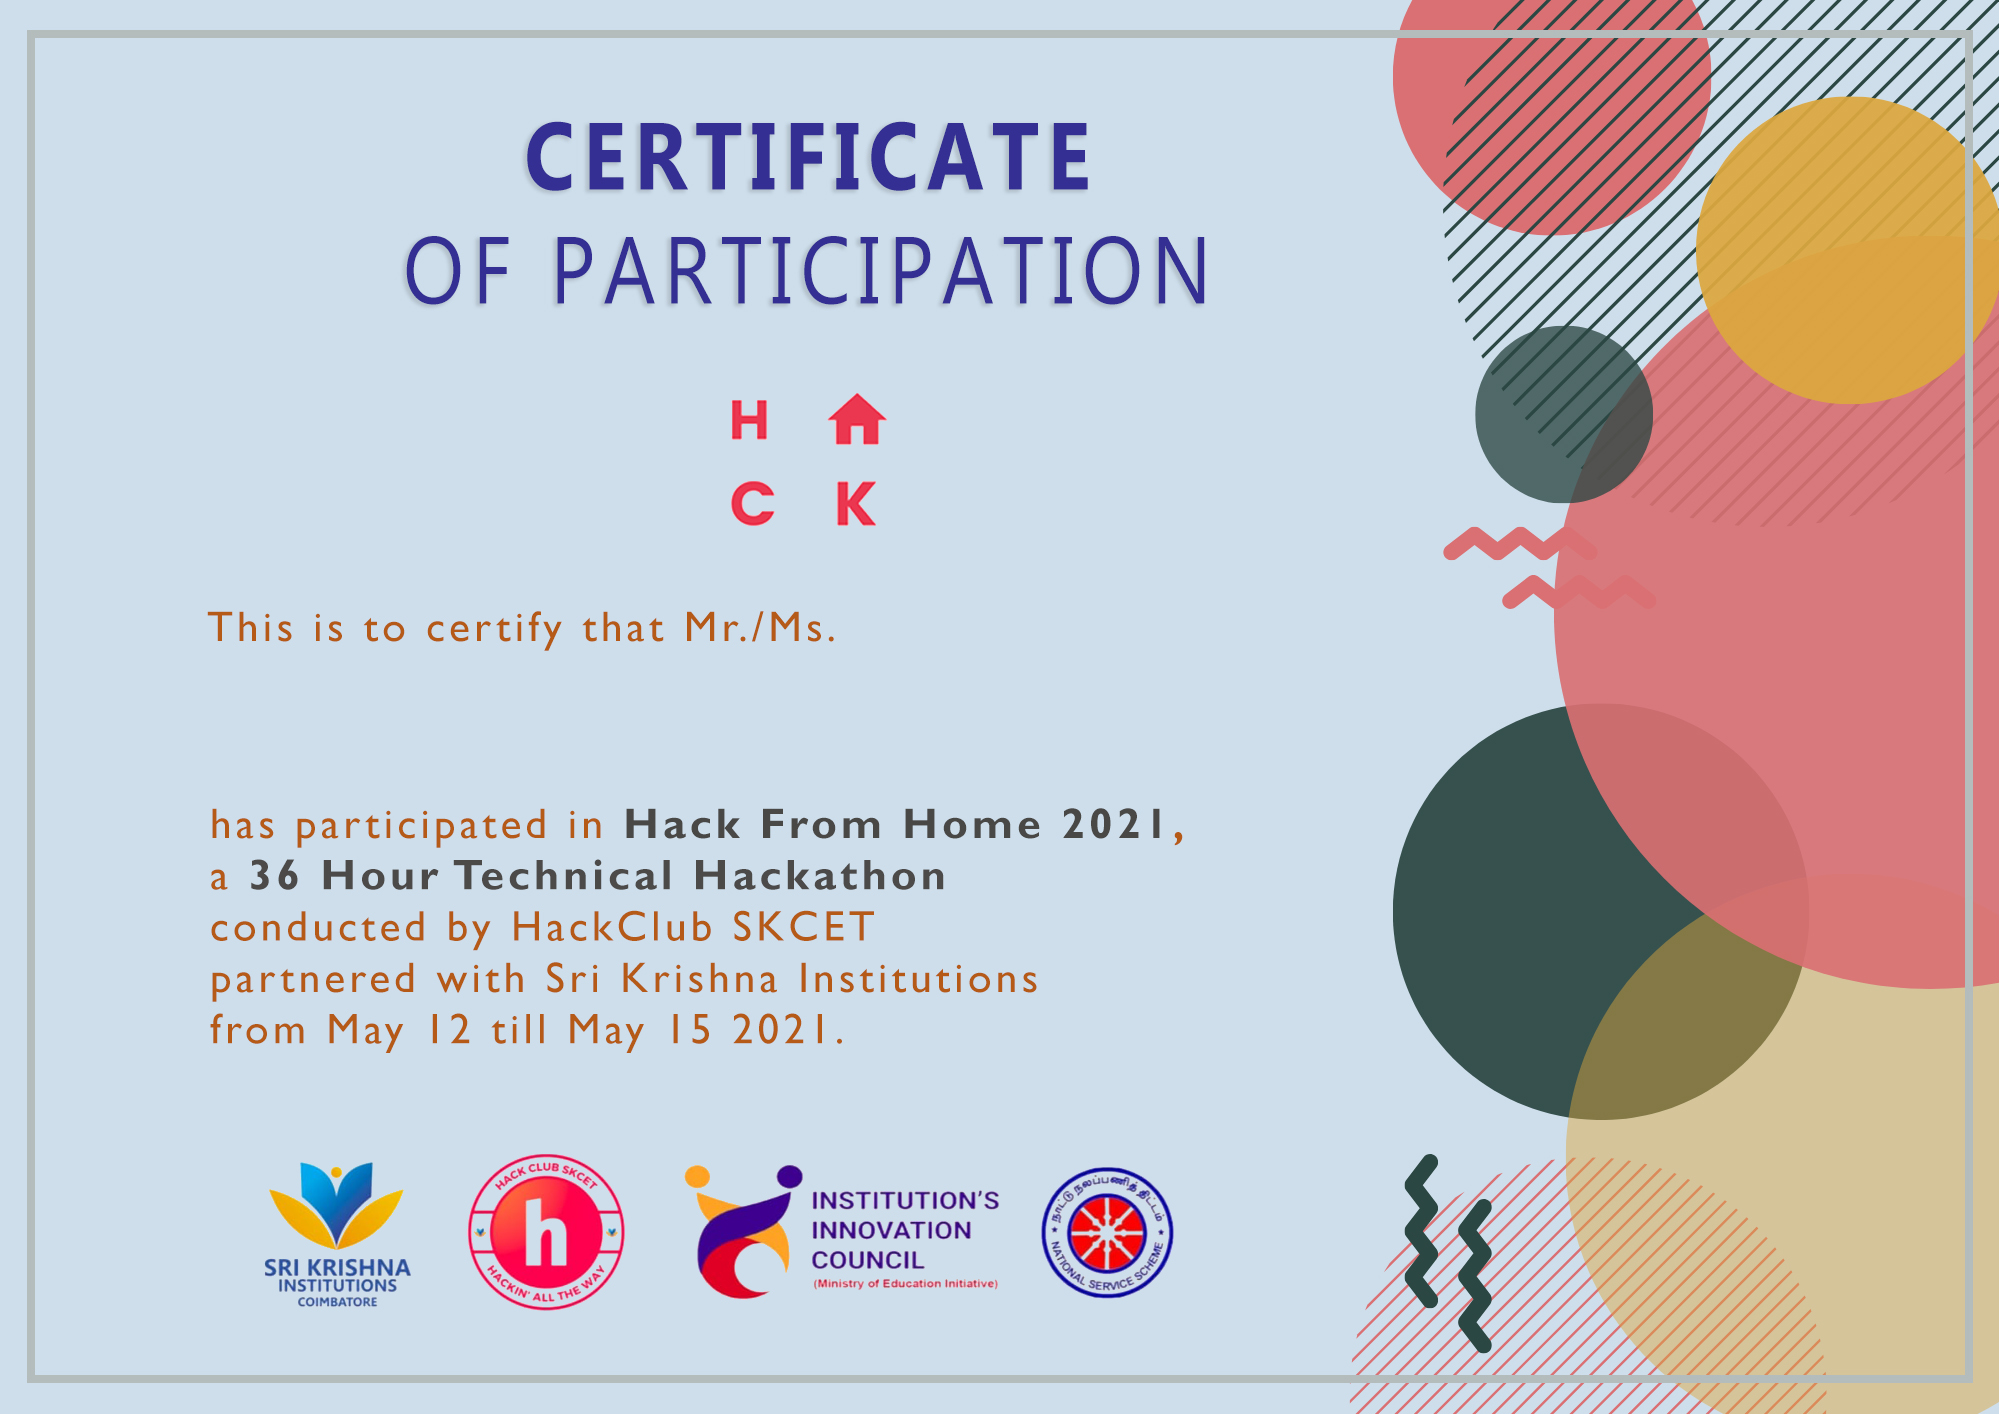 CERTIFICATE
OF PARTICIPATION
H
C K
This is to certify that Mr./Ms.
has participated in Hack From Home 2021,
a 36 Hour Technical Hackathon
conducted by HackClub SKCET
partnered with Sri Krishna Institutions
from May 12 till May 15 2021.
SRI KRISHNA
INSTITUTIONS
COIMBATORE
HACK CLUB SKCET
h
HACKIN' ALL THE WAY
INSTITUTION'S
INNOVATION
COUNCIL
(Ministry of Education Initiative)
நாட்டு நலப்பணித் திட்டம்
NATIONAL SERVICE SCHEME